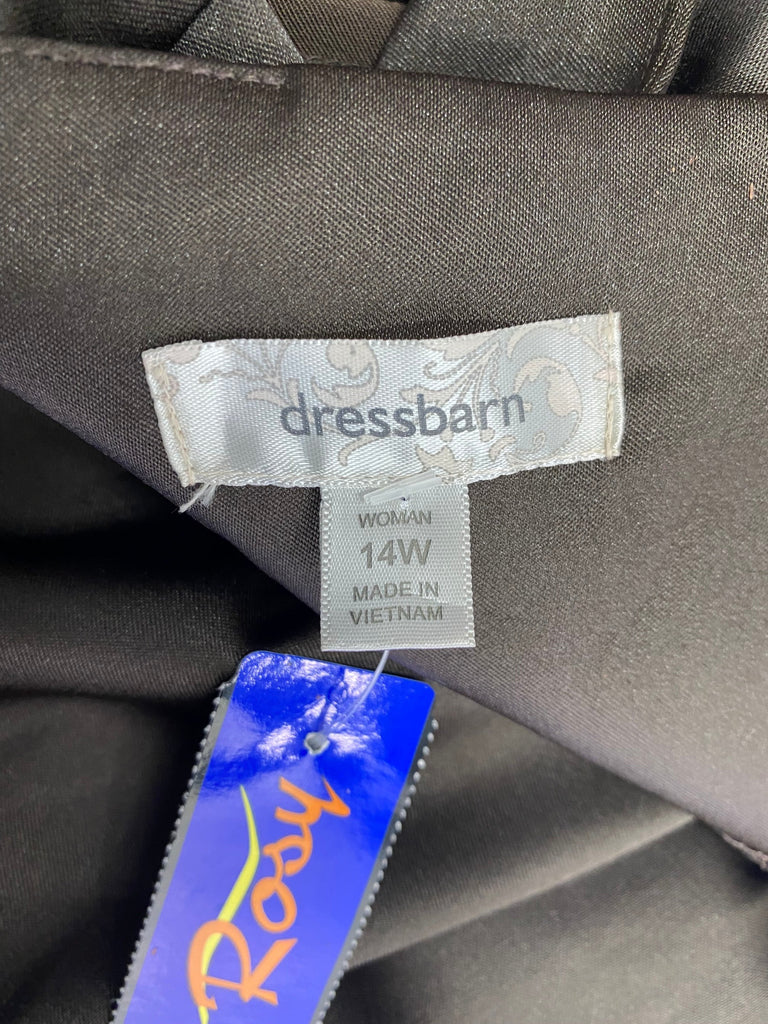 dressbarn
WOMAN
14W
MADE IN
VIETNAM
Rosy